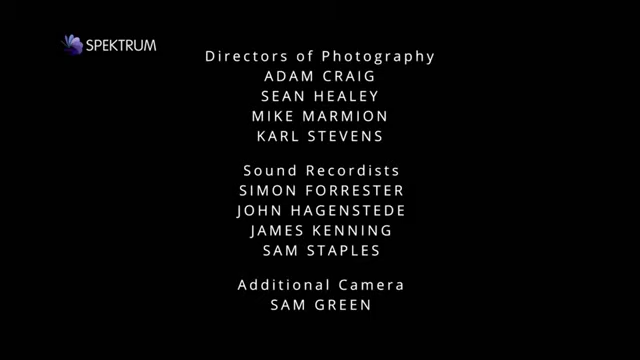 SPEKTRUM
Directors of Photography
ADAM CRAIG
SEAN HEALEY
MIKE MARMION
KARL STEVENS
Sound Recordists
SIMON FORRESTER
JOHN HAGENSTEDE
JAMES KENNING
SAM STAPLES
Additional Camera
SAM GREEN